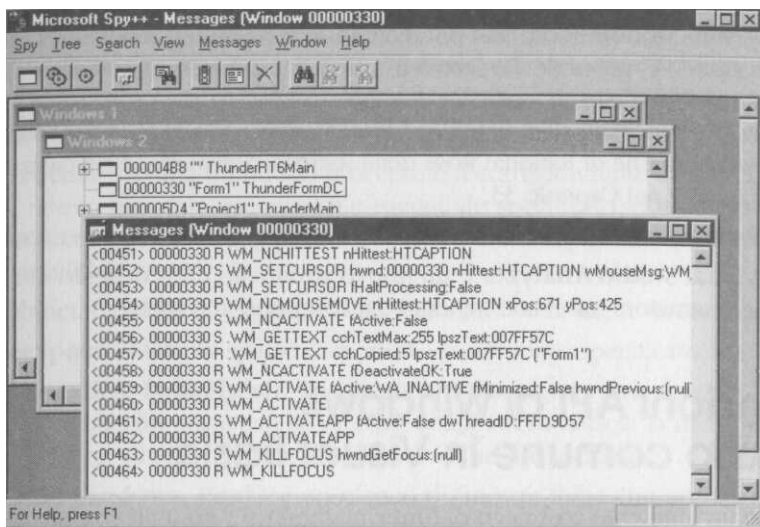 Microsoft Spy++ - Messages (Window 00000330)
Spy Tree Search View Messages Window Help
Windows 1
Windows 2
000004B8 "" ThunderRT6Main
00000330 "Form1" ThunderFormDC
000005D4 "Project1" ThunderMain
Messages (Window 00000330)
<00451> 00000330 R WM_NCHITTEST nHittest:HTCAPTION
<00452> 00000330 S WM_SETCURSOR hwnd:00000330 nHittest:HTCAPTION wMouseMsg:WM
<00453> 00000330 R WM_SETCURSOR fHaltProcessing:False
<00454> 00000330 P WM_NCMOUSEMOVE nHittest:HTCAPTION xPos:671 yPos:425
<00455> 00000330 S WM_NCACTIVATE fActive:False
<00456> 00000330 S .WM_GETTEXT cchTextMax:255 lpszText:007FF57C
<00457> 00000330 R .WM_GETTEXT cchCopied:5 lpszText:007FF57C ("Form1")
<00458> 00000330 R WM_NCACTIVATE fDeactivateOK:True
<00459> 00000330 S WM_ACTIVATE fActive:WA_INACTIVE fMinimized:False hwndPrevious:(null
<00460> 00000330 R WM_ACTIVATE
<00461> 00000330 S WM_ACTIVATEAPP fActive:False dwThreadID:FFFD9D57
<00462> 00000330 R WM_ACTIVATEAPP
<00463> 00000330 S WM_KILLFOCUS hwndGetFocus:(null)
<00464> 00000330 R WM_KILLFOCUS
For Help, press F1